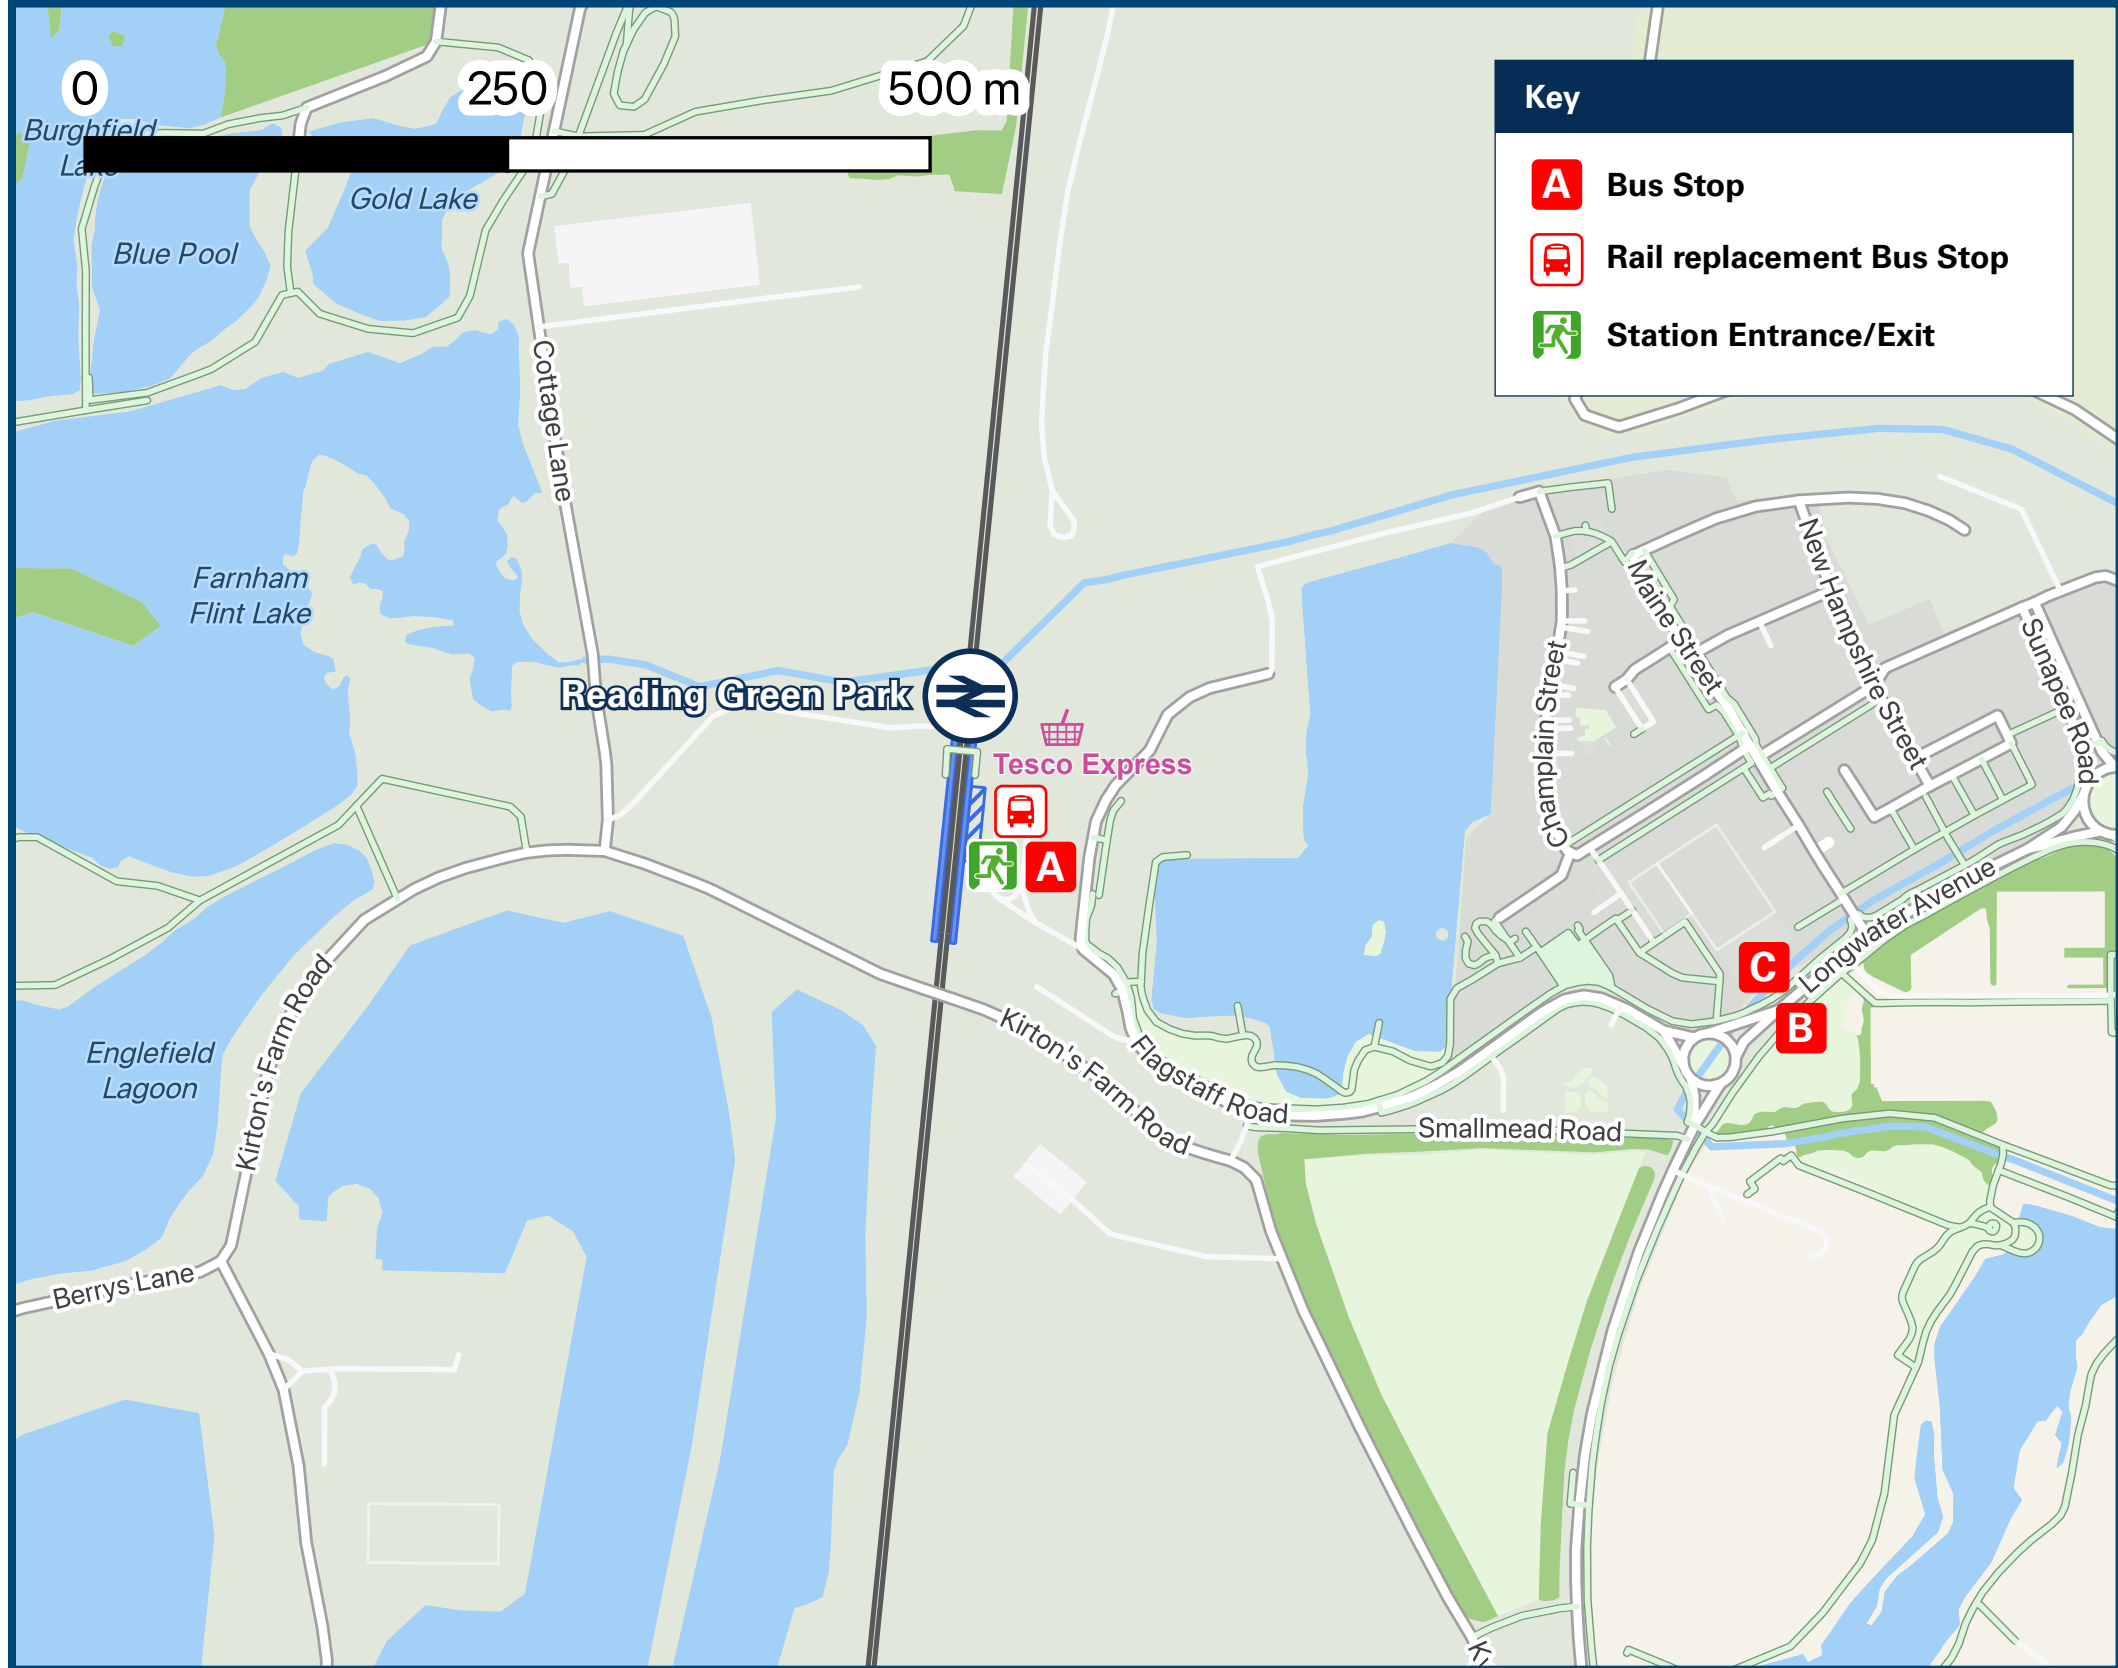 0
250
500 m
Burghfield
Lake
Gold Lake
Blue Pool
Key
A
Bus Stop
Rail replacement Bus Stop
Station Entrance/Exit
Cottage Lane
Farnham
Flint Lake
Reading Green Park
Tesco Express
A
Champlain Street
Maine Street
New Hampshire Street
Sunapee Road
Longwater Avenue
C
B
Kirton's Farm Road
Englefield
Lagoon
Kirton's Farm Road
Flagstaff Road
Smallmead Road
Berrys Lane